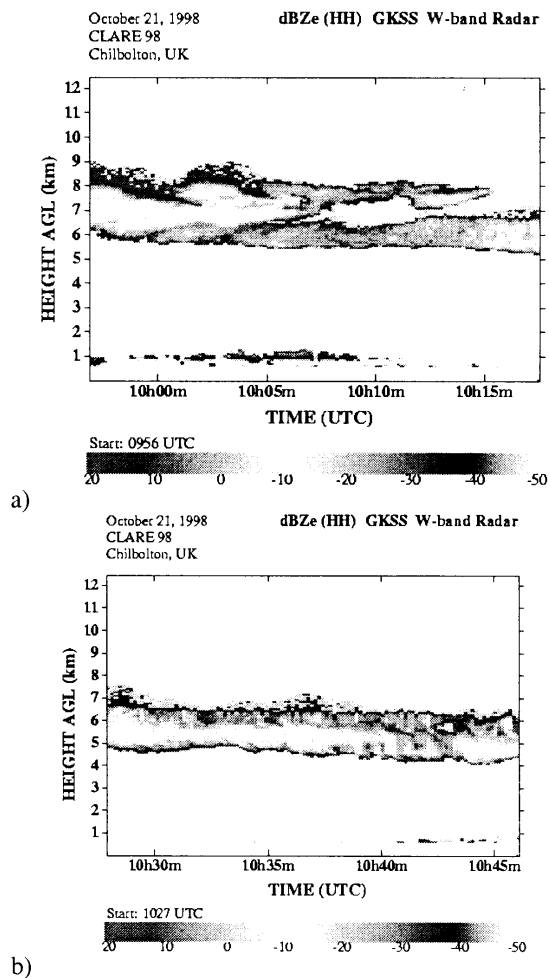 October 21, 1998 dBZe (HH) GKSS W-band Radar
CLARE 98
Chilbolton, UK
HEIGHT AGL (km)
12
11
10
9
8
7
6
5
4
3
2
1
10h00m 10h05m 10h10m 10h15m
TIME (UTC)
Start: 0956 UTC
20 10 0 -10 -20 -30 -40 -50
a)
October 21, 1998 dBZe (HH) GKSS W-band Radar
CLARE 98
Chilbolton, UK
HEIGHT AGL (km)
12
11
10
9
8
7
6
5
4
3
2
1
10h30m 10h35m 10h40m 10h45m
TIME (UTC)
Start: 1027 UTC
20 10 0 -10 -20 -30 -40 -50
b)